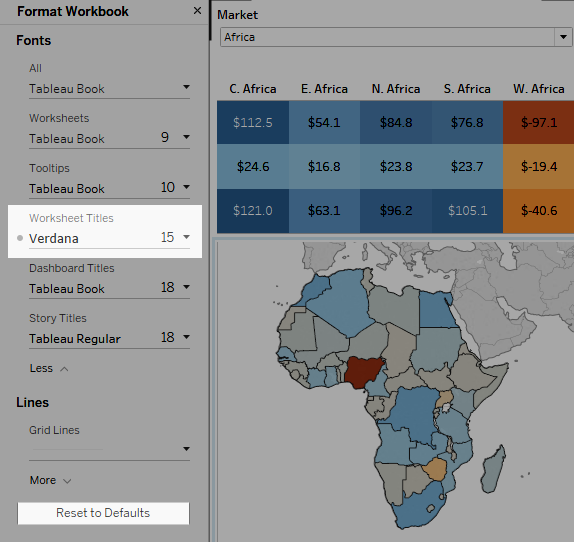 Format Workbook ×
Fonts
All
Tableau Book
Worksheets
Tableau Book 9
Tooltips
Tableau Book 10
Worksheet Titles
Verdana 15
Dashboard Titles
Tableau Book 18
Story Titles
Tableau Regular 18
Less
Lines
Grid Lines
More
Reset to Defaults
Market
Africa
C. Africa E. Africa N. Africa S. Africa W. Africa
$112.5 $54.1 $84.8 $76.8 $-97.1
$24.6 $16.8 $23.8 $23.7 $-19.4
$121.0 $63.1 $96.2 $105.1 $-40.6